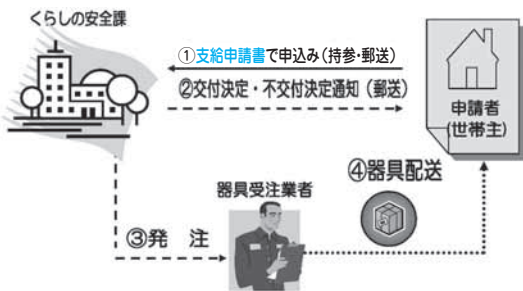 くらしの安全課
①支給申請書で申込み(持参・郵送)
②交付決定・不交付決定通知(郵送)
申請者
(世帯主)
④器具配送
器具受注業者
③発　注